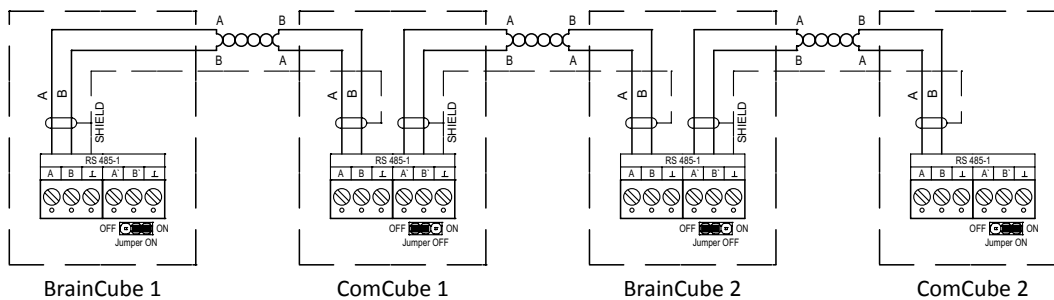 A B A B A B
B A B A B A
A B SHIELD A B SHIELD A B SHIELD A B
RS 485-1 RS 485-1 RS 485-1 RS 485-1
A B ⊥ A` B` ⊥ A B ⊥ A` B` ⊥ A B ⊥ A` B` ⊥ A B ⊥ A` B` ⊥
OFF ON OFF ON OFF ON OFF ON
Jumper ON Jumper OFF Jumper OFF Jumper ON
BrainCube 1 ComCube 1 BrainCube 2 ComCube 2